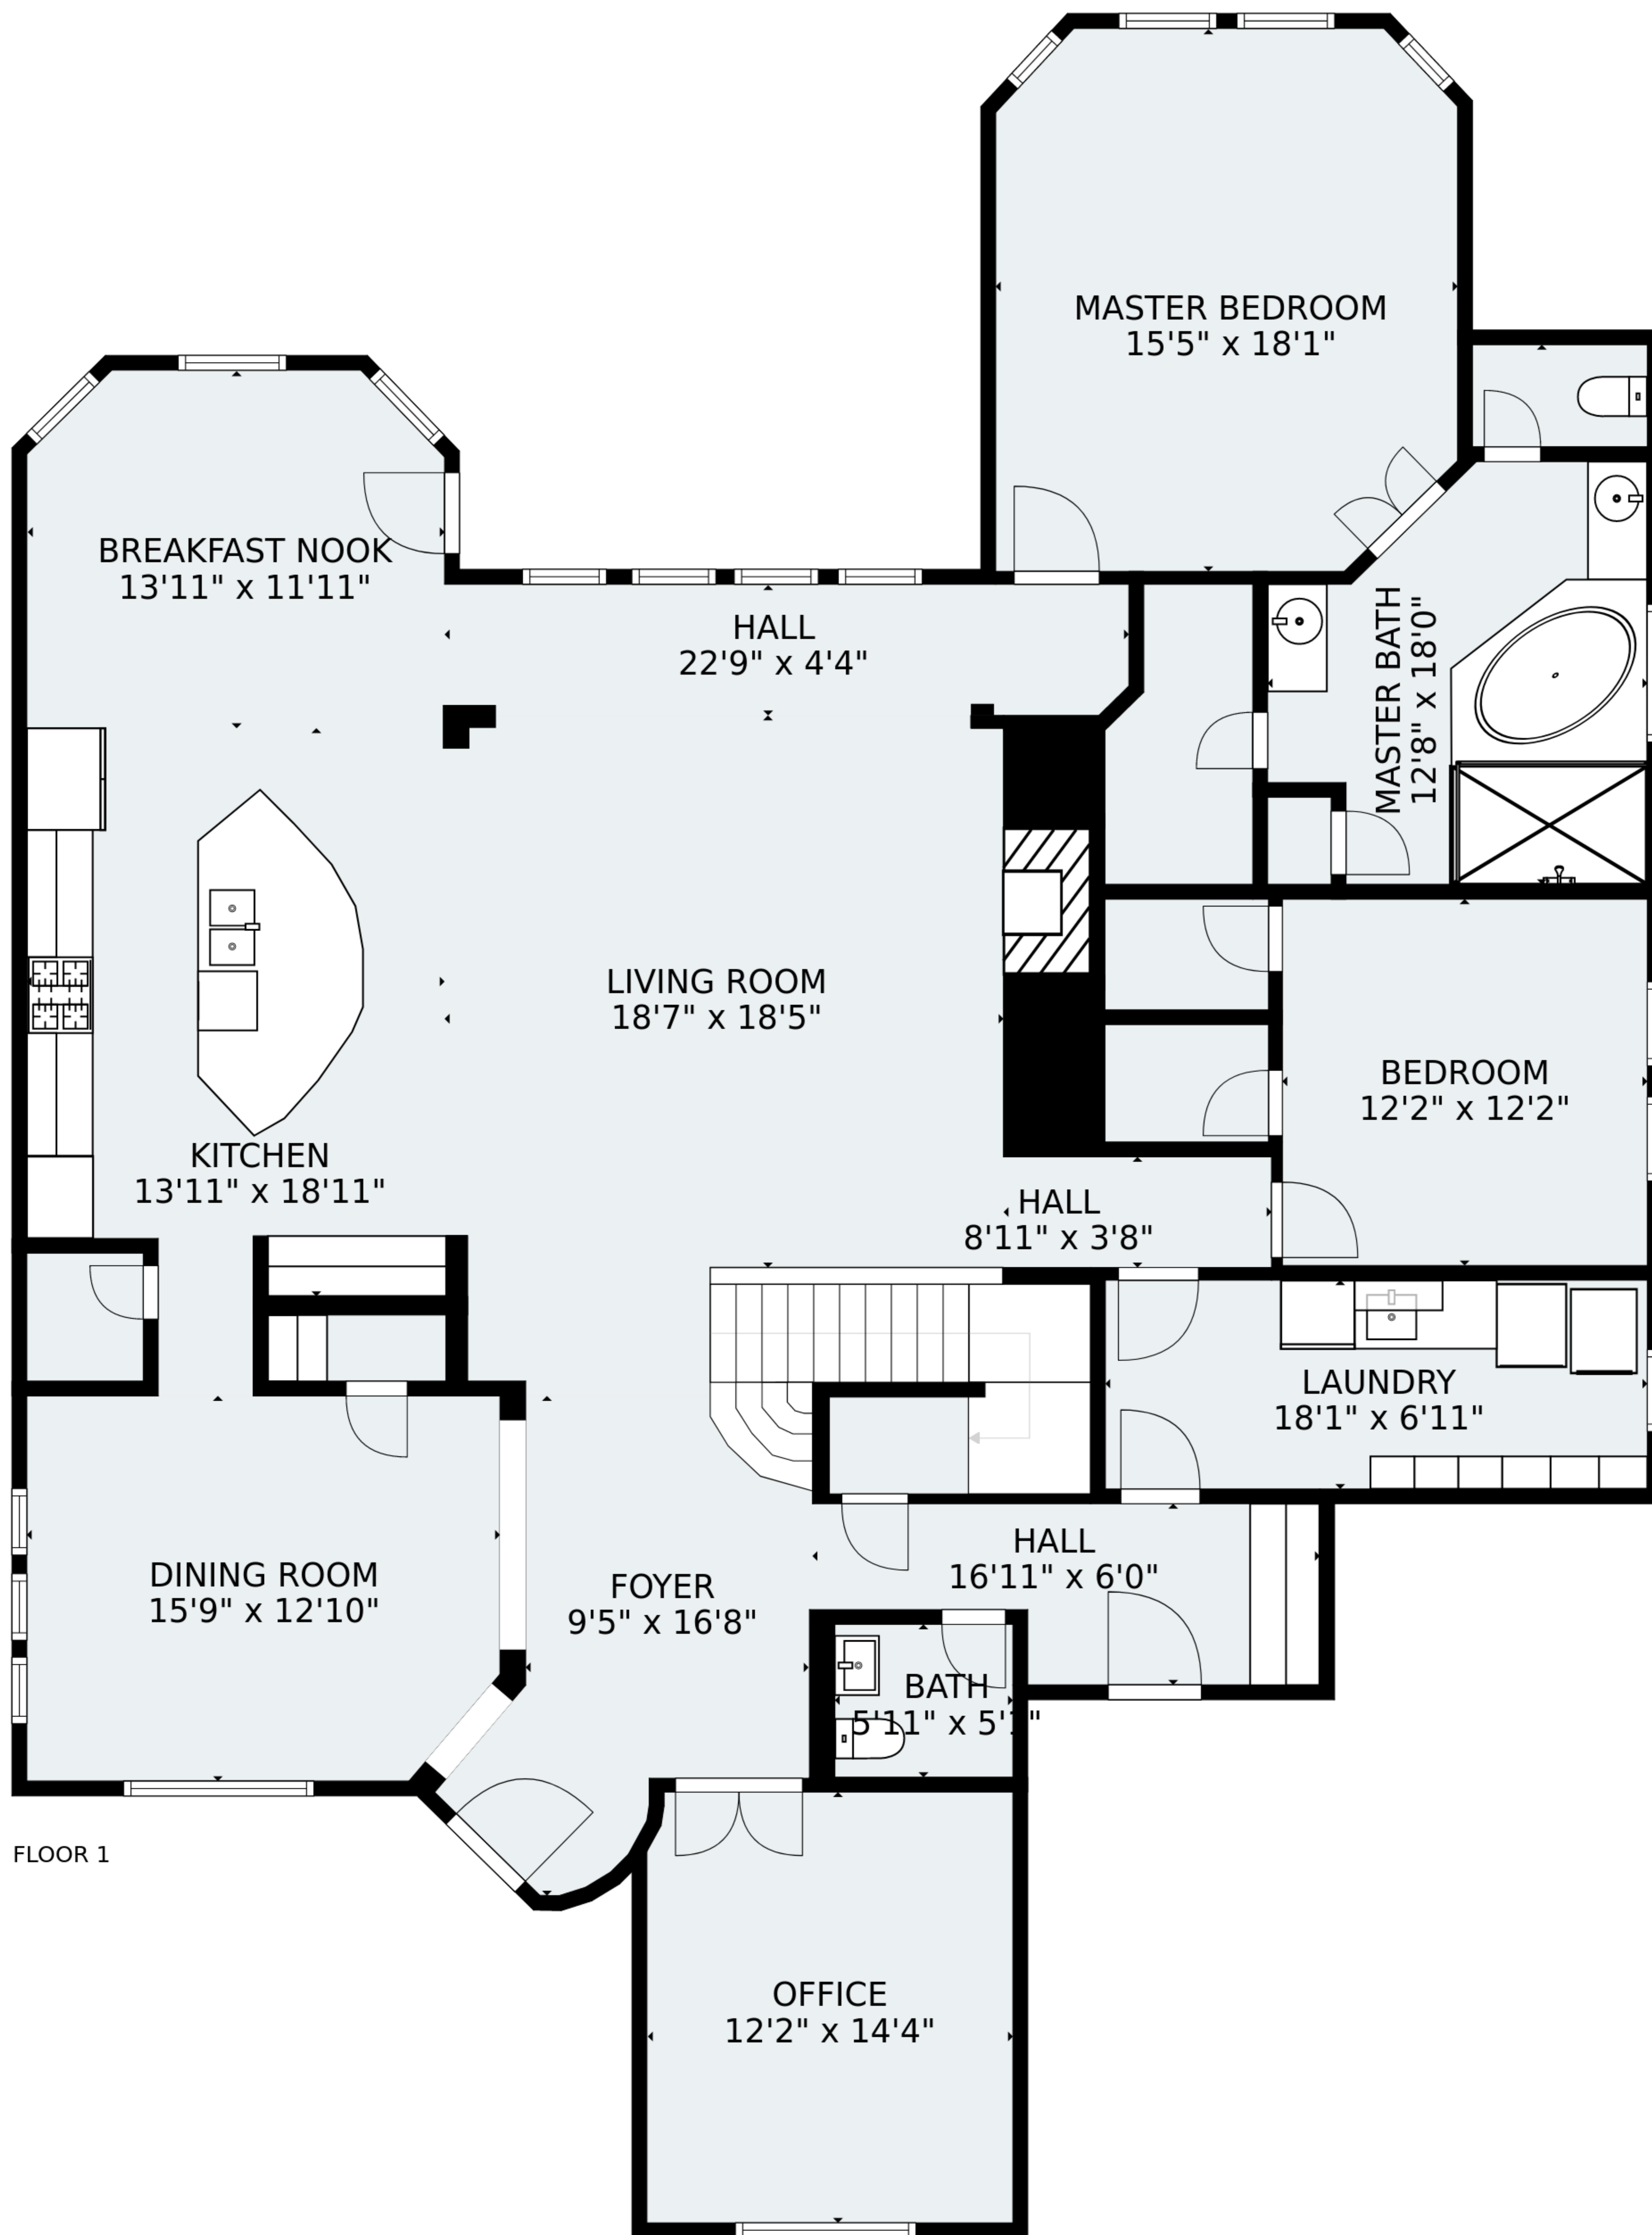 MASTER BEDROOM
15'5" x 18'1"
BREAKFAST NOOK
13'11" x 11'11"
HALL
22'9" x 4'4"
MASTER BATH
12'8" x 18'0"
LIVING ROOM
18'7" x 18'5"
BEDROOM
12'2" x 12'2"
KITCHEN
13'11" x 18'11"
HALL
8'11" x 3'8"
LAUNDRY
18'1" x 6'11"
DINING ROOM
15'9" x 12'10"
FOYER
9'5" x 16'8"
HALL
16'11" x 6'0"
BATH
5'11" x
FLOOR 1
OFFICE
12'2" x 14'4"